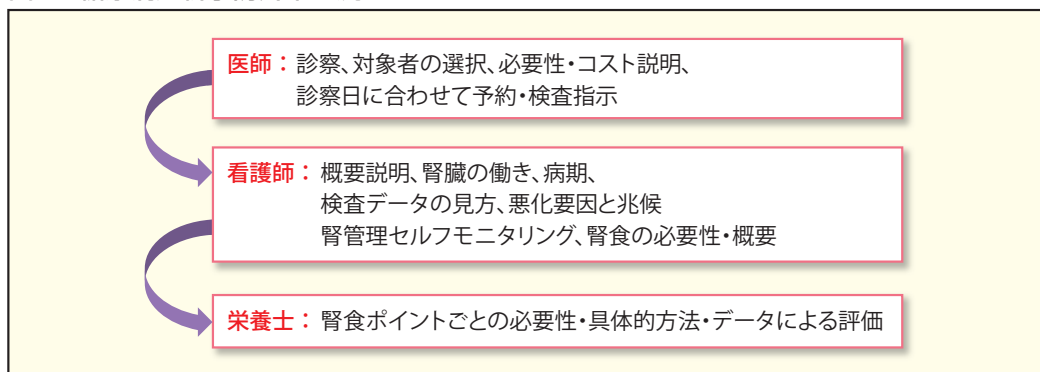 医師：診察、対象者の選択、必要性・コスト説明、
診察日に合わせて予約・検査指示
看護師：概要説明、腎臓の働き、病期、
検査データの見方、悪化要因と兆候
腎管理セルフモニタリング、腎食の必要性・概要
栄養士：腎食ポイントごとの必要性・具体的方法・データによる評価